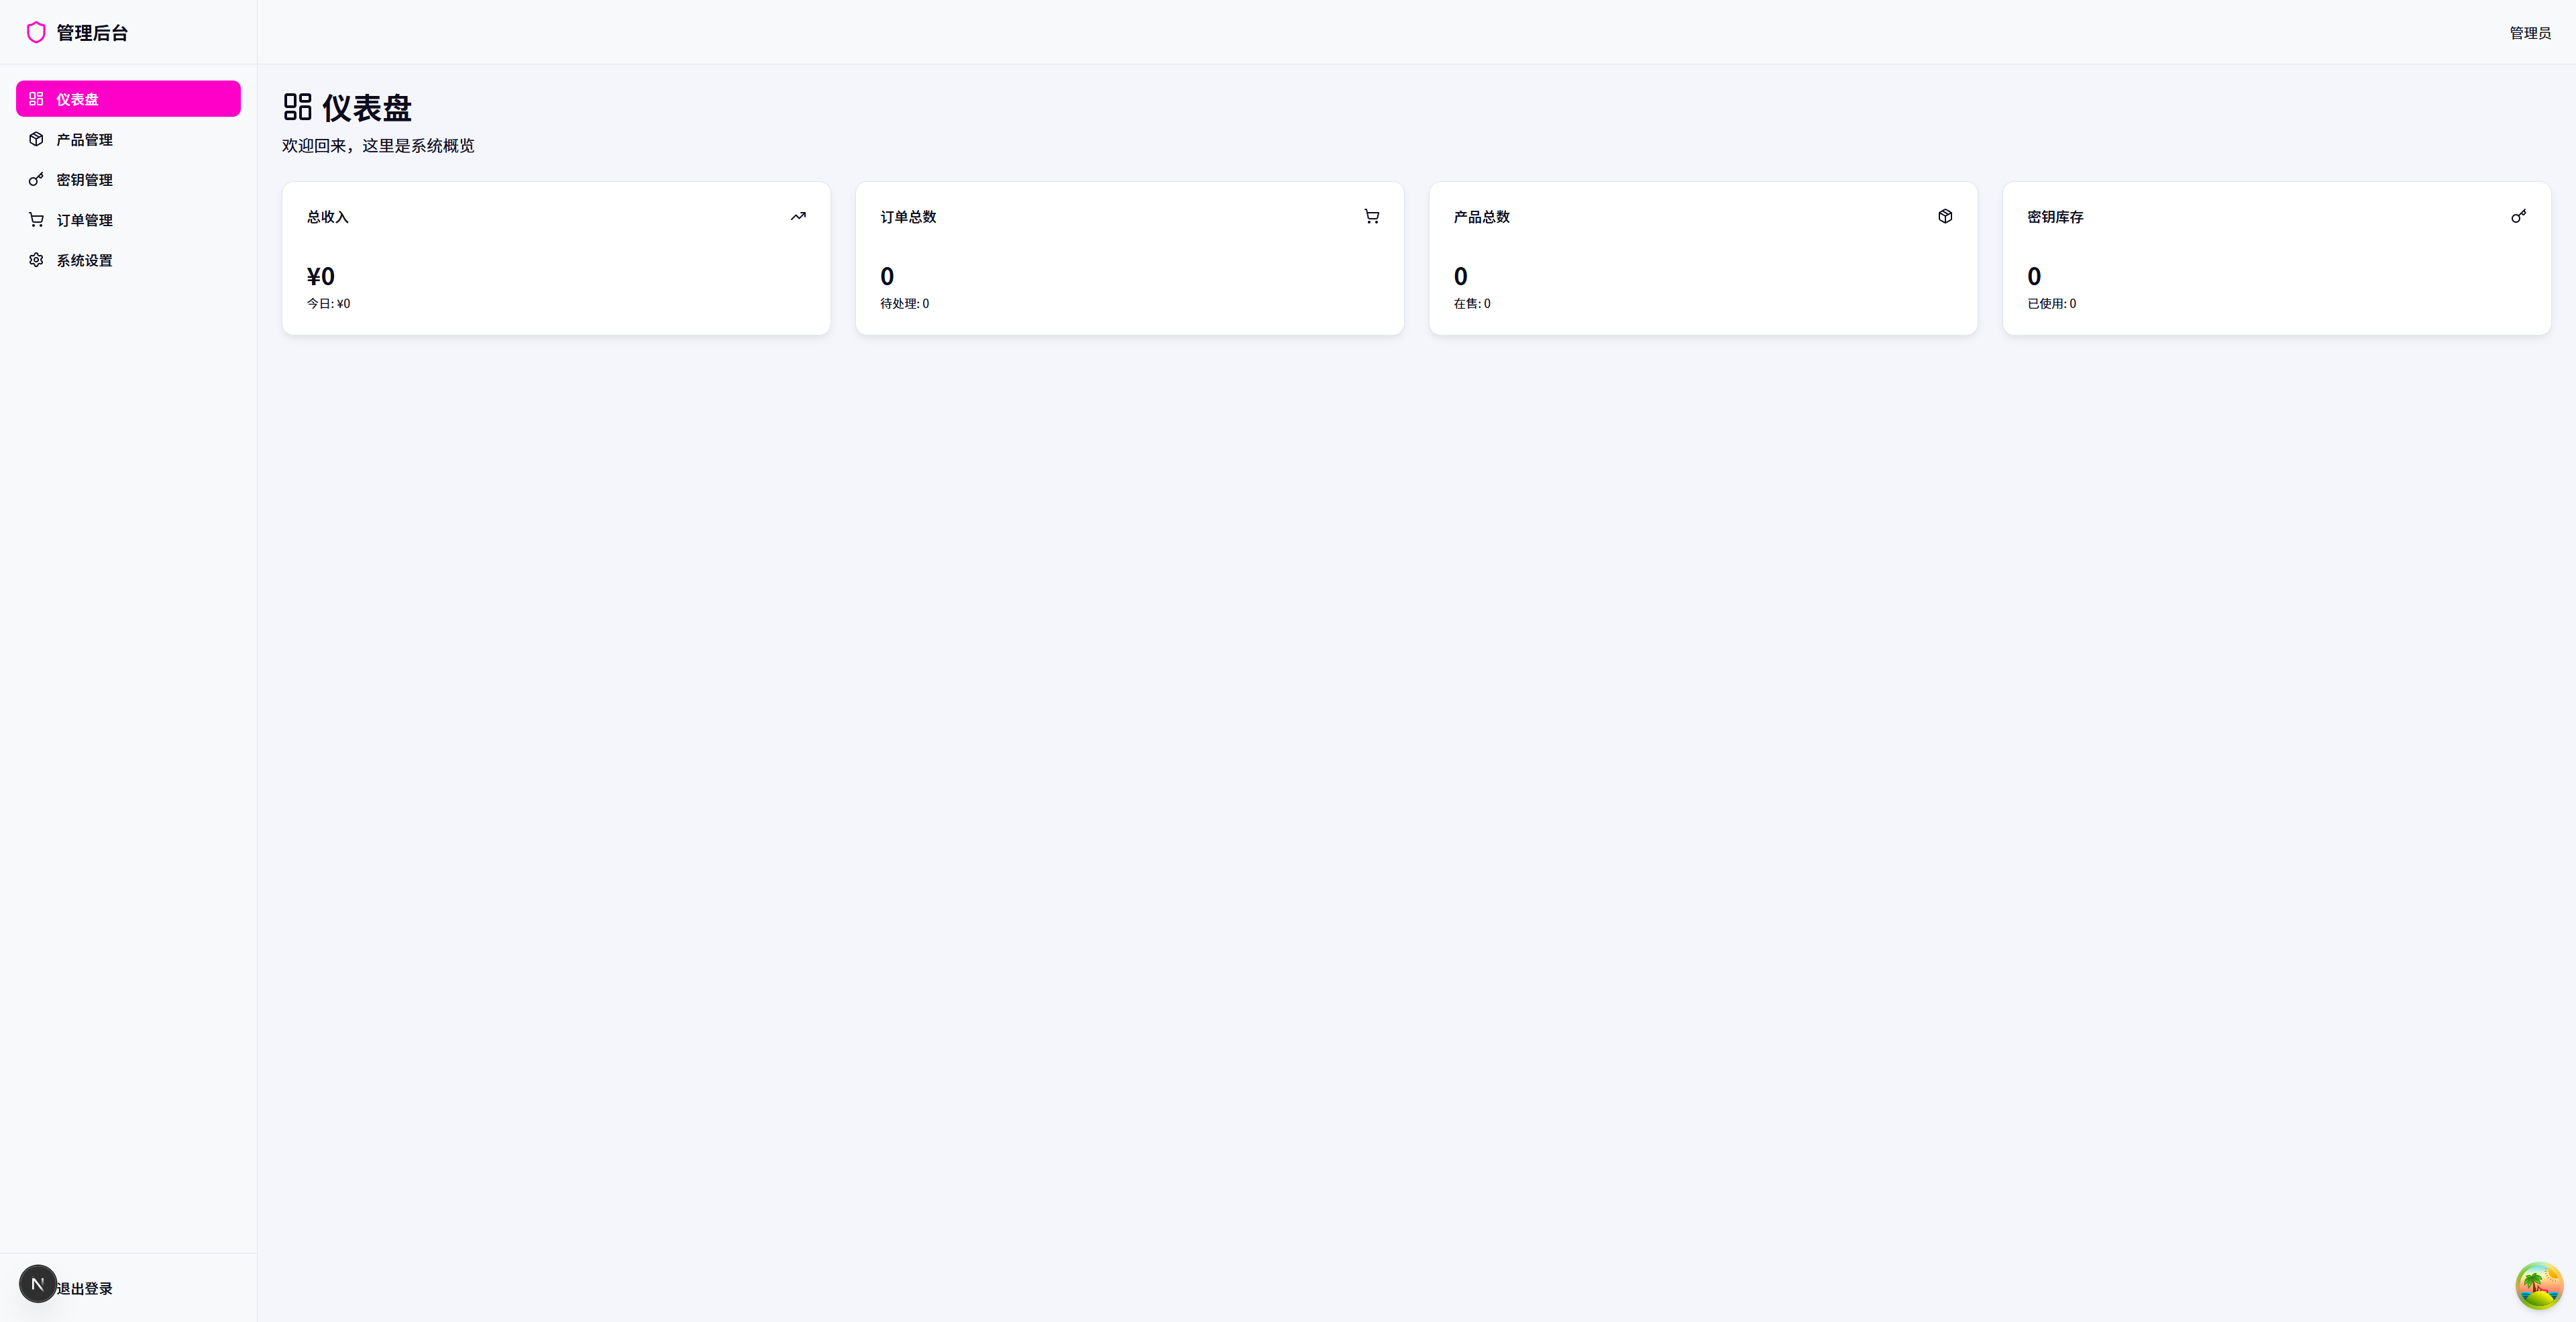 管理后台
管理员
仪表盘
产品管理
密钥管理
订单管理
系统设置
仪表盘
欢迎回来，这里是系统概览
总收入
¥0
今日: ¥0
订单总数
0
待处理: 0
产品总数
0
在售: 0
密钥库存
0
已使用: 0
N
退出登录